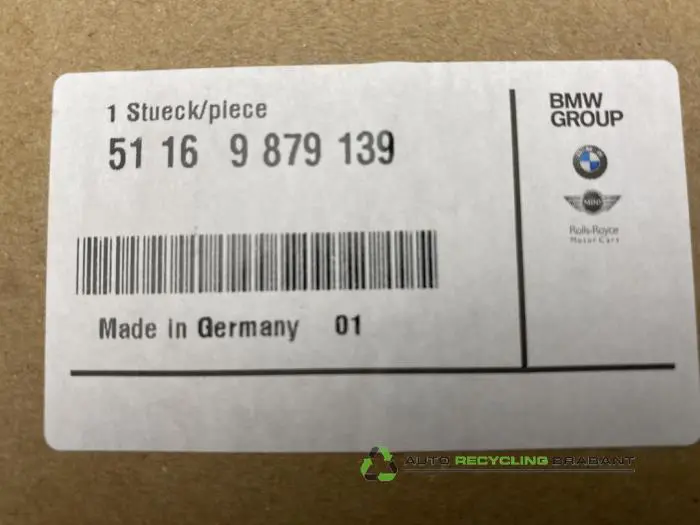 1 Stueck/piece
51 16 9 879 139
Made in Germany 01
BMW
GROUP
MINI
Rolls-Royce
Motor Cars
AUTO RECYCLING BRABANT